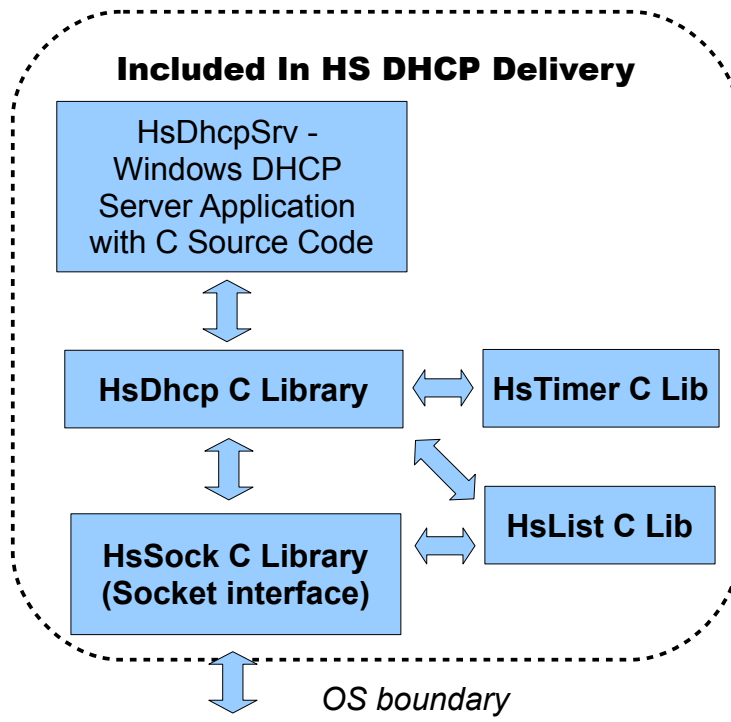 Included In HS DHCP Delivery
HsDhcpSrv -
Windows DHCP
Server Application
with C Source Code
HsDhcp C Library
HsTimer C Lib
HsSock C Library
(Socket interface)
HsList C Lib
OS boundary